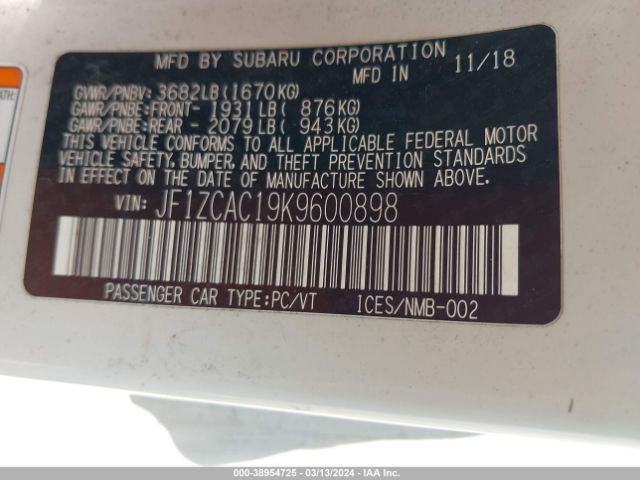 ATH:
MFD BY SUBARU CORPORATION 11/18
MFD IN
GVWR/PNBV: 3682LB(1670KG)
GAWR/PNBE:FRONT- 1931LB( 876KG)
GAWR/PNBE:REAR - 2079LB( 943KG)
THIS VEHICLE CONFORMS TO ALL APPLICABLE FEDERAL MOTOR
VEHICLE SAFETY, BUMPER, AND THEFT PREVENTION STANDARDS
IN EFFECT ON THE DATE OF MANUFACTURE SHOWN ABOVE.
VIN: JF1ZCAC19K9600898
PASSENGER CAR TYPE:PC/VT ICES/NMB-002
000-38954725 - 03/13/2024 - IAAI.COM